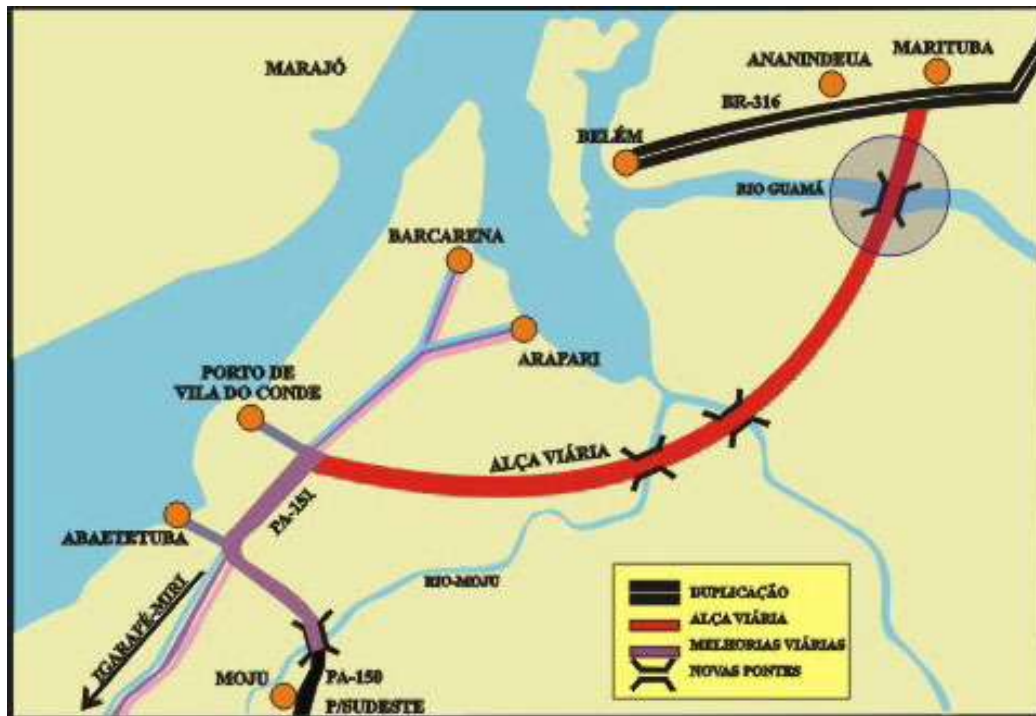 MARAJÓ
ANANINDEUA
MARITUBA
BR-316
BELÉM
RIO GUAMÁ
BARCARENA
ARAPARI
PORTO DE
VILA DO CONDE
ALÇA VIÁRIA
PA-151
ABAETETUBA
RIO-MOJU
IGARAPÉ-MIRI
MOJU
PA-150
P/SUDESTE
DUPLICAÇÃO
ALÇA VIÁRIA
MELHORIAS VIÁRIAS
NOVAS PONTES